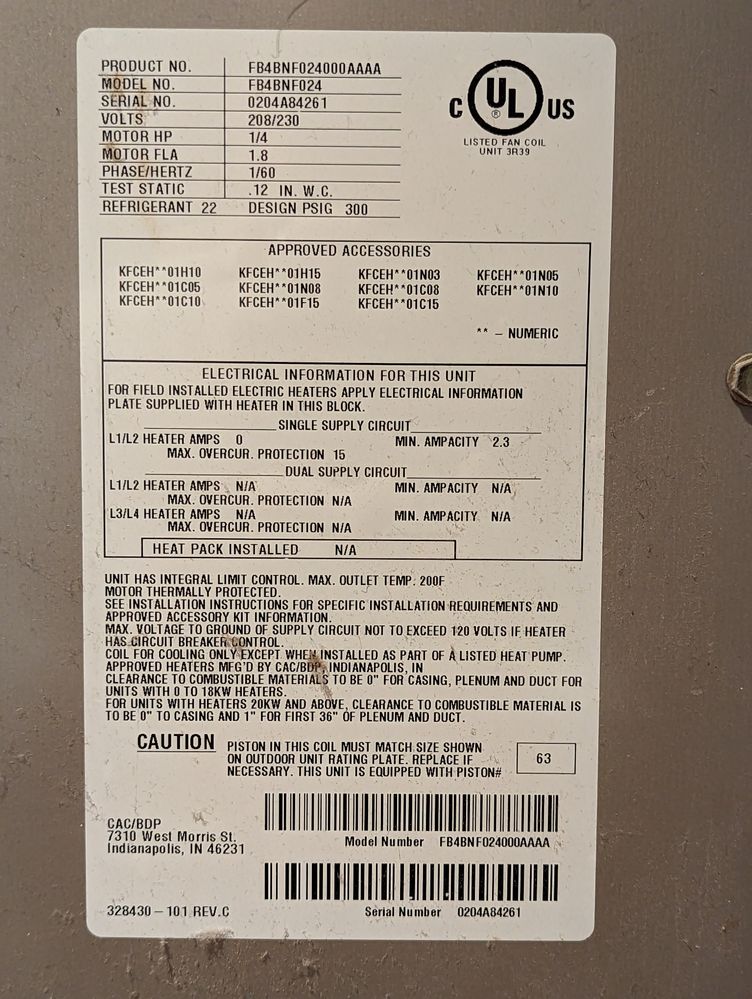 PRODUCT NO. FB4BNF024000AAAA
MODEL NO. FB4BNF024
SERIAL NO. 0204A84261
VOLTS 208/230
MOTOR HP 1/4
MOTOR FLA 1.8
PHASE/HERTZ 1/60
TEST STATIC .12 IN. W.C.
REFRIGERANT 22 DESIGN PSIG 300
C UL ® US
LISTED FAN COIL
UNIT 3R39
APPROVED ACCESSORIES
KFCEH**01H10 KFCEH**01H15 KFCEH**01N03 KFCEH**01N05
KFCEH**01C05 KFCEH**01N08 KFCEH**01C08 KFCEH**01N10
KFCEH**01C10 KFCEH**01F15 KFCEH**01C15
** - NUMERIC
ELECTRICAL INFORMATION FOR THIS UNIT
FOR FIELD INSTALLED ELECTRIC HEATERS APPLY ELECTRICAL INFORMATION
PLATE SUPPLIED WITH HEATER IN THIS BLOCK.
SINGLE SUPPLY CIRCUIT
L1/L2 HEATER AMPS 0 MIN. AMPACITY 2.3
MAX. OVERCUR. PROTECTION 15
DUAL SUPPLY CIRCUIT
L1/L2 HEATER AMPS N/A MIN. AMPACITY N/A
MAX. OVERCUR. PROTECTION N/A
L3/L4 HEATER AMPS N/A MIN. AMPACITY N/A
MAX. OVERCUR. PROTECTION N/A
HEAT PACK INSTALLED N/A
UNIT HAS INTEGRAL LIMIT CONTROL. MAX. OUTLET TEMP: 200F
MOTOR THERMALLY PROTECTED.
SEE INSTALLATION INSTRUCTIONS FOR SPECIFIC INSTALLATION REQUIREMENTS AND
APPROVED ACCESSORY KIT INFORMATION.
MAX. VOLTAGE TO GROUND OF SUPPLY CIRCUIT NOT TO EXCEED 120 VOLTS IF HEATER
HAS CIRCUIT BREAKER CONTROL.
COIL FOR COOLING ONLY EXCEPT WHEN INSTALLED AS PART OF A LISTED HEAT PUMP.
APPROVED HEATERS MFG'D BY CAC/BDP, INDIANAPOLIS, IN
CLEARANCE TO COMBUSTIBLE MATERIALS TO BE 0" FOR CASING, PLENUM AND DUCT FOR
UNITS WITH 0 TO 18KW HEATERS.
FOR UNITS WITH HEATERS 20KW AND ABOVE, CLEARANCE TO COMBUSTIBLE MATERIAL IS
TO BE 0" TO CASING AND 1" FOR FIRST 36" OF PLENUM AND DUCT.
CAUTION PISTON IN THIS COIL MUST MATCH SIZE SHOWN
ON OUTDOOR UNIT RATING PLATE. REPLACE IF
NECESSARY. THIS UNIT IS EQUIPPED WITH PISTON# 63
CAC/BDP
7310 West Morris St.
Indianapolis, IN 46231
Model Number FB4BNF024000AAAA
328430-101 REV.C
Serial Number 0204A84261